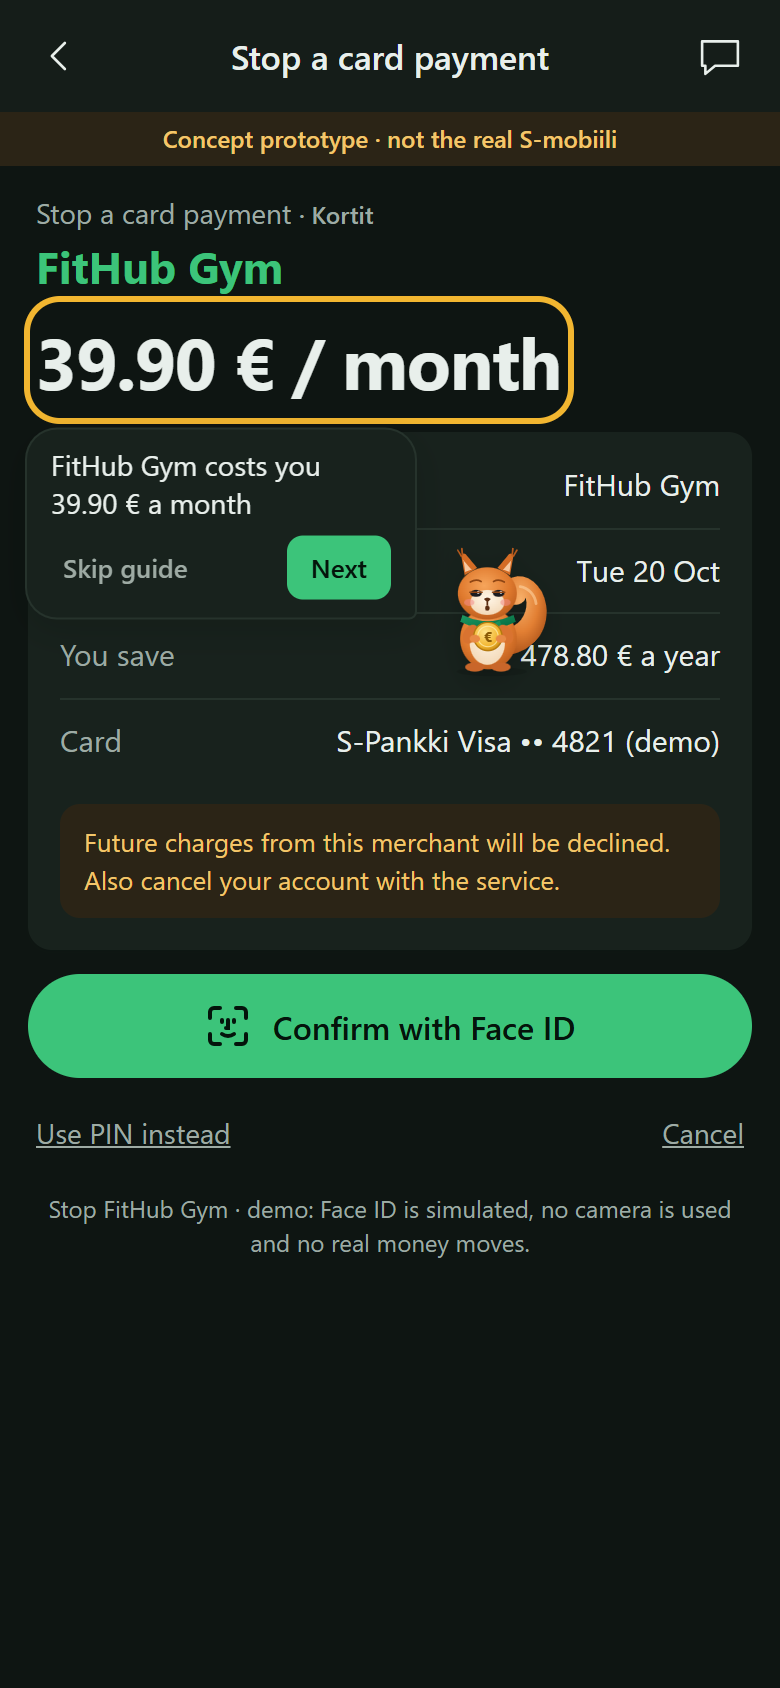 Stop a card payment
Concept prototype · not the real S-mobiili
Stop a card payment · Kortit
FitHub Gym
39.90 € / month
FitHub Gym costs you
39.90 € a month
Skip guide
Next
FitHub Gym
Tue 20 Oct
You save
478.80 € a year
Card
S-Pankki Visa •• 4821 (demo)
Future charges from this merchant will be declined.
Also cancel your account with the service.
Confirm with Face ID
Use PIN instead
Cancel
Stop FitHub Gym · demo: Face ID is simulated, no camera is used
and no real money moves.